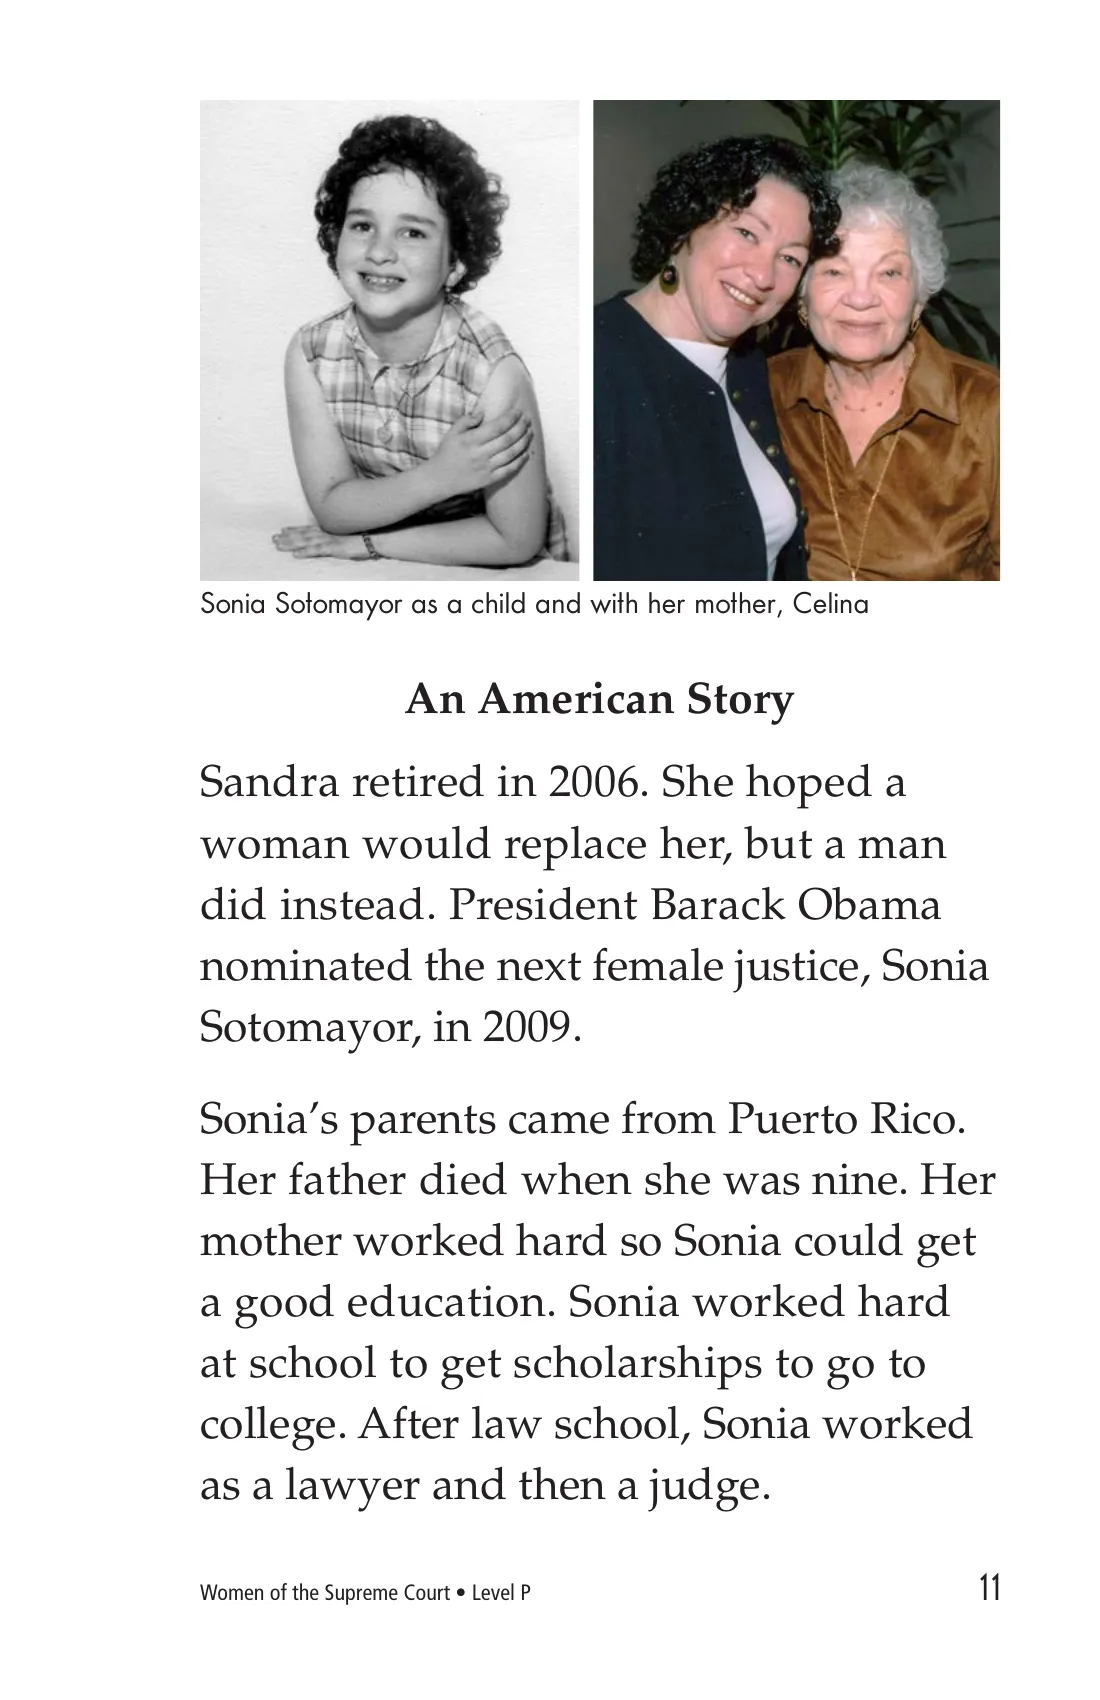 Sonia Sotomayor as a child and with her mother, Celina
An American Story
Sandra retired in 2006. She hoped a
woman would replace her, but a man
did instead. President Barack Obama
nominated the next female justice, Sonia
Sotomayor, in 2009.
Sonia’s parents came from Puerto Rico.
Her father died when she was nine. Her
mother worked hard so Sonia could get
a good education. Sonia worked hard
at school to get scholarships to go to
college. After law school, Sonia worked
as a lawyer and then a judge.
Women of the Supreme Court • Level P 11